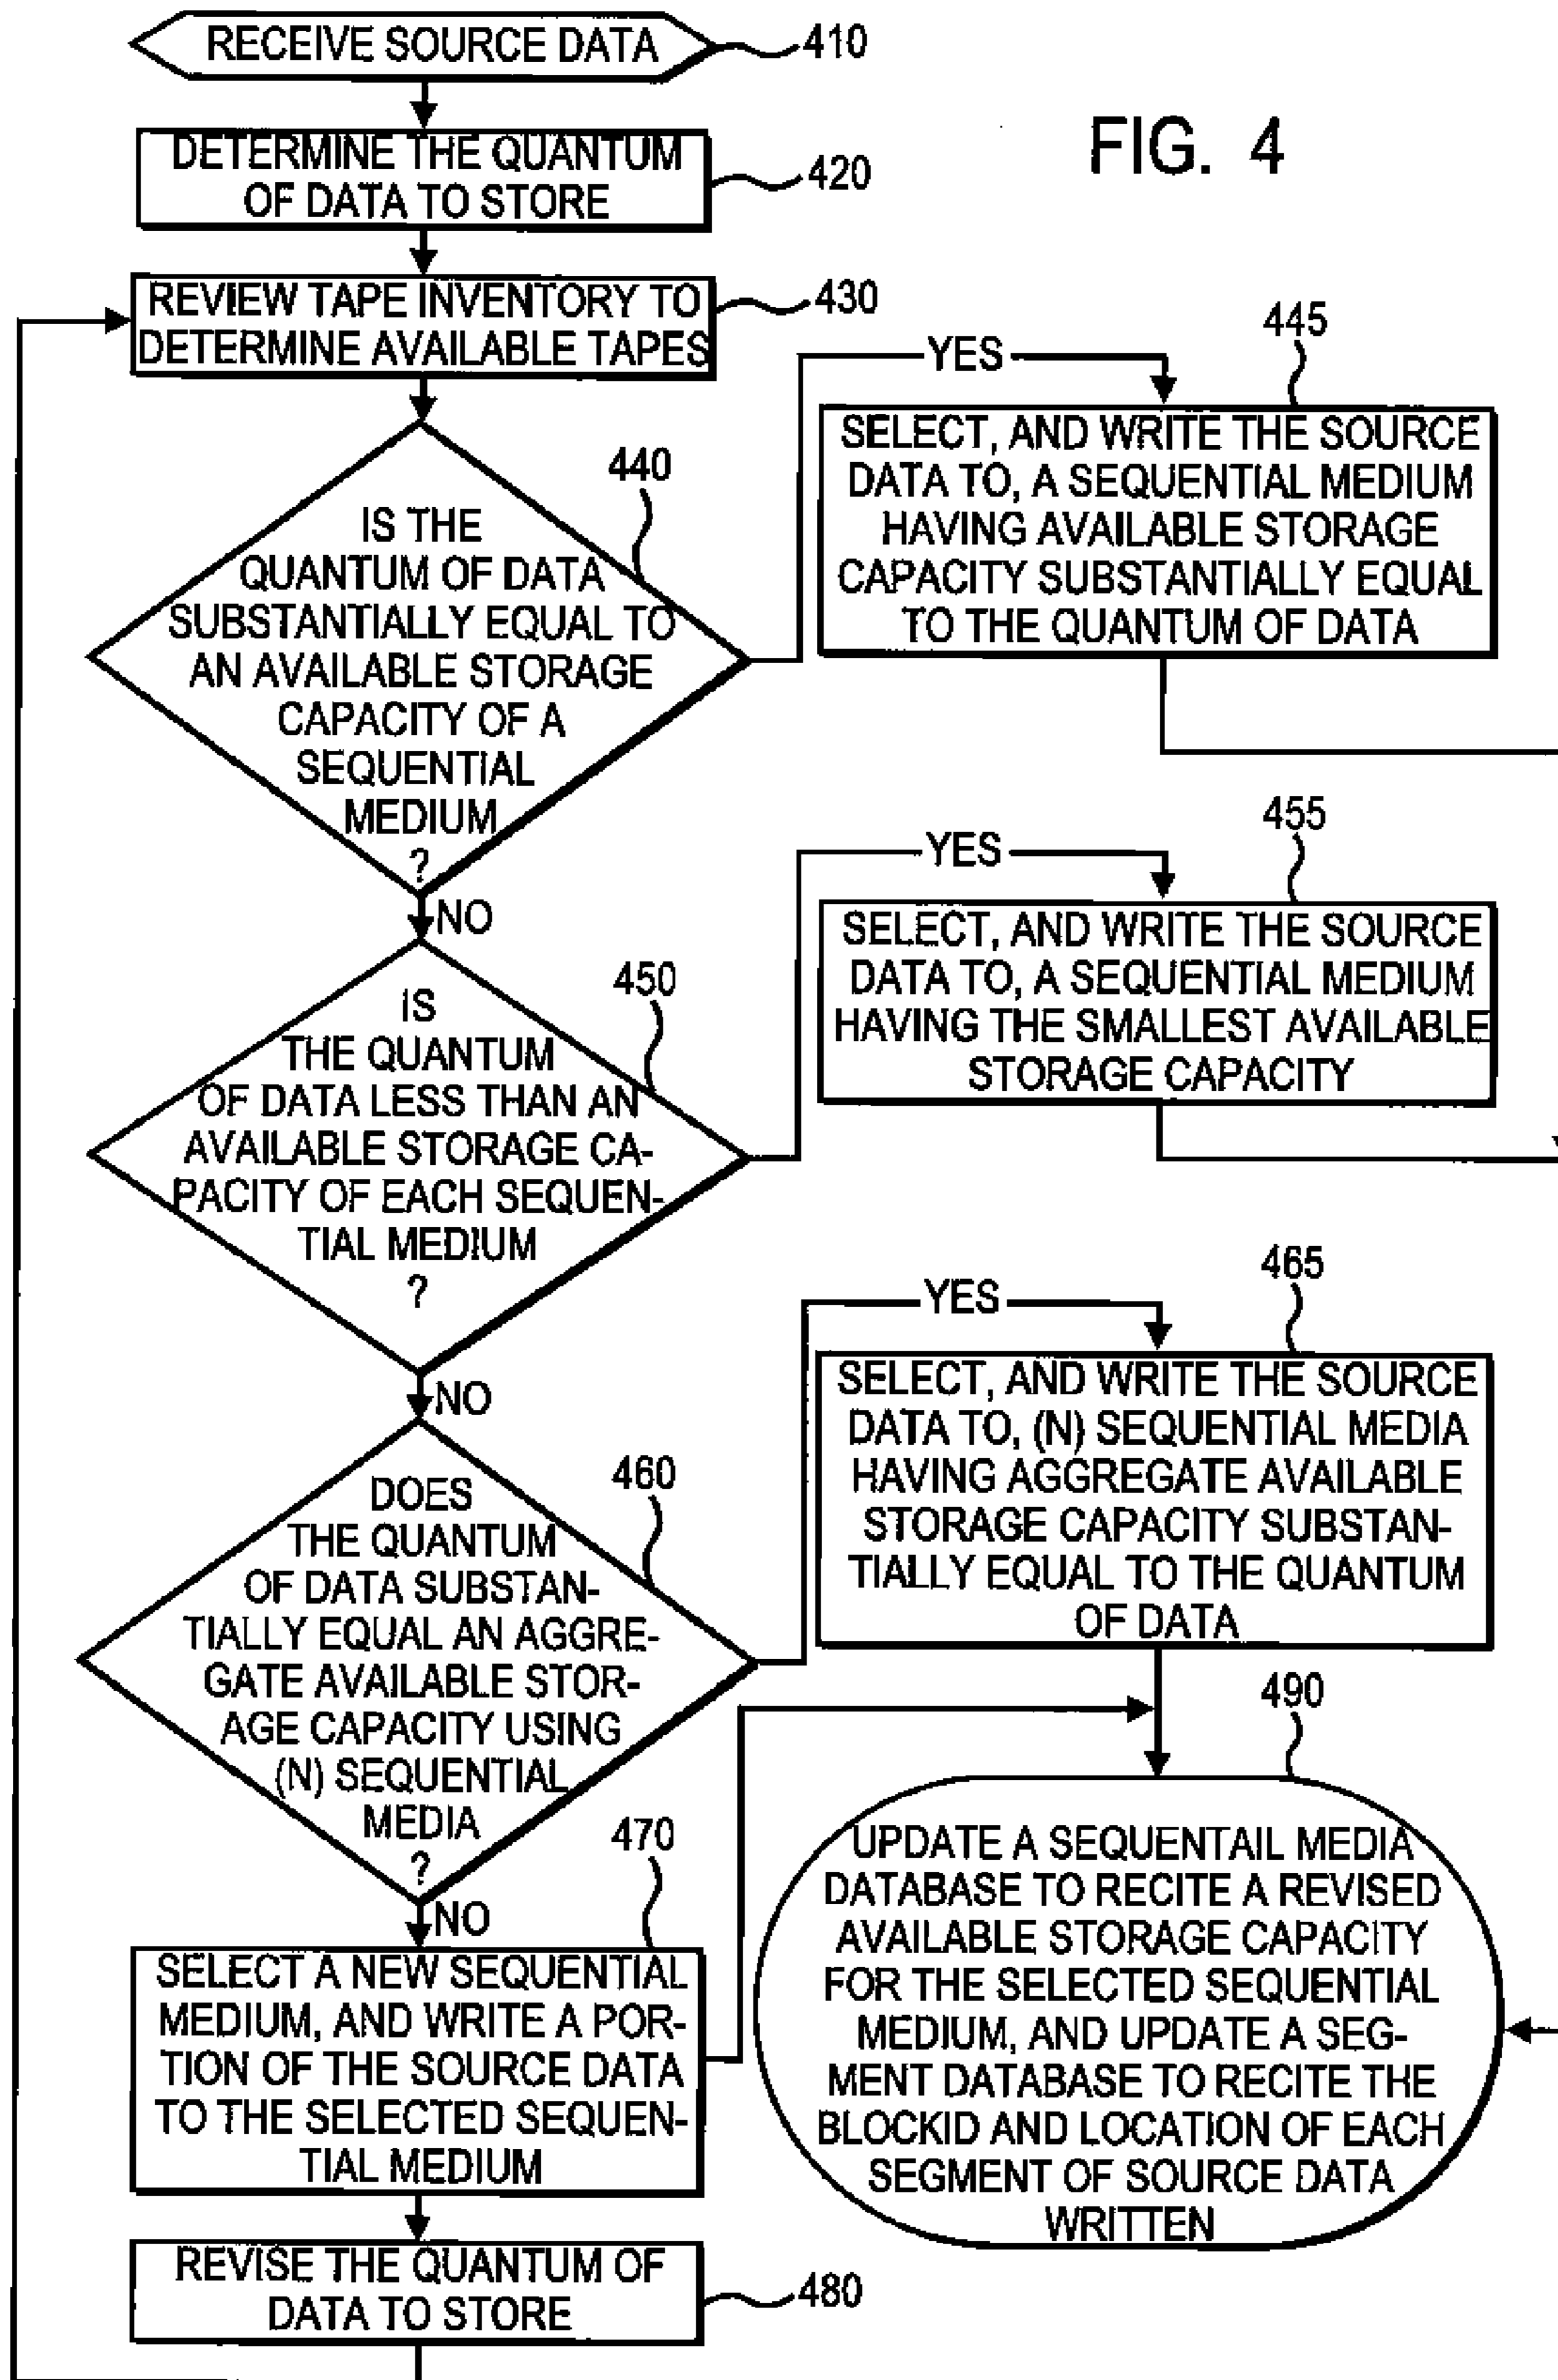 RECEIVE SOURCE DATA
410
FIG. 4
DETERMINE THE QUANTUM
OF DATA TO STORE
420
REVIEW TAPE INVENTORY TO
DETERMINE AVAILABLE TAPES
430
440
IS THE
QUANTUM OF DATA
SUBSTANTIALLY EQUAL TO
AN AVAILABLE STORAGE
CAPACITY OF A
SEQUENTIAL
MEDIUM
?
YES
445
SELECT, AND WRITE THE SOURCE
DATA TO, A SEQUENTIAL MEDIUM
HAVING AVAILABLE STORAGE
CAPACITY SUBSTANTIALLY EQUAL
TO THE QUANTUM OF DATA
NO
450
IS
THE QUANTUM
OF DATA LESS THAN AN
AVAILABLE STORAGE CA-
PACITY OF EACH SEQUEN-
TIAL MEDIUM
?
YES
455
SELECT, AND WRITE THE SOURCE
DATA TO, A SEQUENTIAL MEDIUM
HAVING THE SMALLEST AVAILABLE
STORAGE CAPACITY
NO
460
DOES
THE QUANTUM
OF DATA SUBSTAN-
TIALLY EQUAL AN AGGRE-
GATE AVAILABLE STOR-
AGE CAPACITY USING
(N) SEQUENTIAL
MEDIA
?
YES
465
SELECT, AND WRITE THE SOURCE
DATA TO, (N) SEQUENTIAL MEDIA
HAVING AGGREGATE AVAILABLE
STORAGE CAPACITY SUBSTAN-
TIALLY EQUAL TO THE QUANTUM
OF DATA
NO
470
SELECT A NEW SEQUENTIAL
MEDIUM, AND WRITE A POR-
TION OF THE SOURCE DATA
TO THE SELECTED SEQUEN-
TIAL MEDIUM
490
UPDATE A SEQUENTAIL MEDIA
DATABASE TO RECITE A REVISED
AVAILABLE STORAGE CAPACITY
FOR THE SELECTED SEQUENTIAL
MEDIUM, AND UPDATE A SEG-
MENT DATABASE TO RECITE THE
BLOCKID AND LOCATION OF EACH
SEGMENT OF SOURCE DATA
WRITTEN
REVISE THE QUANTUM OF
DATA TO STORE
480